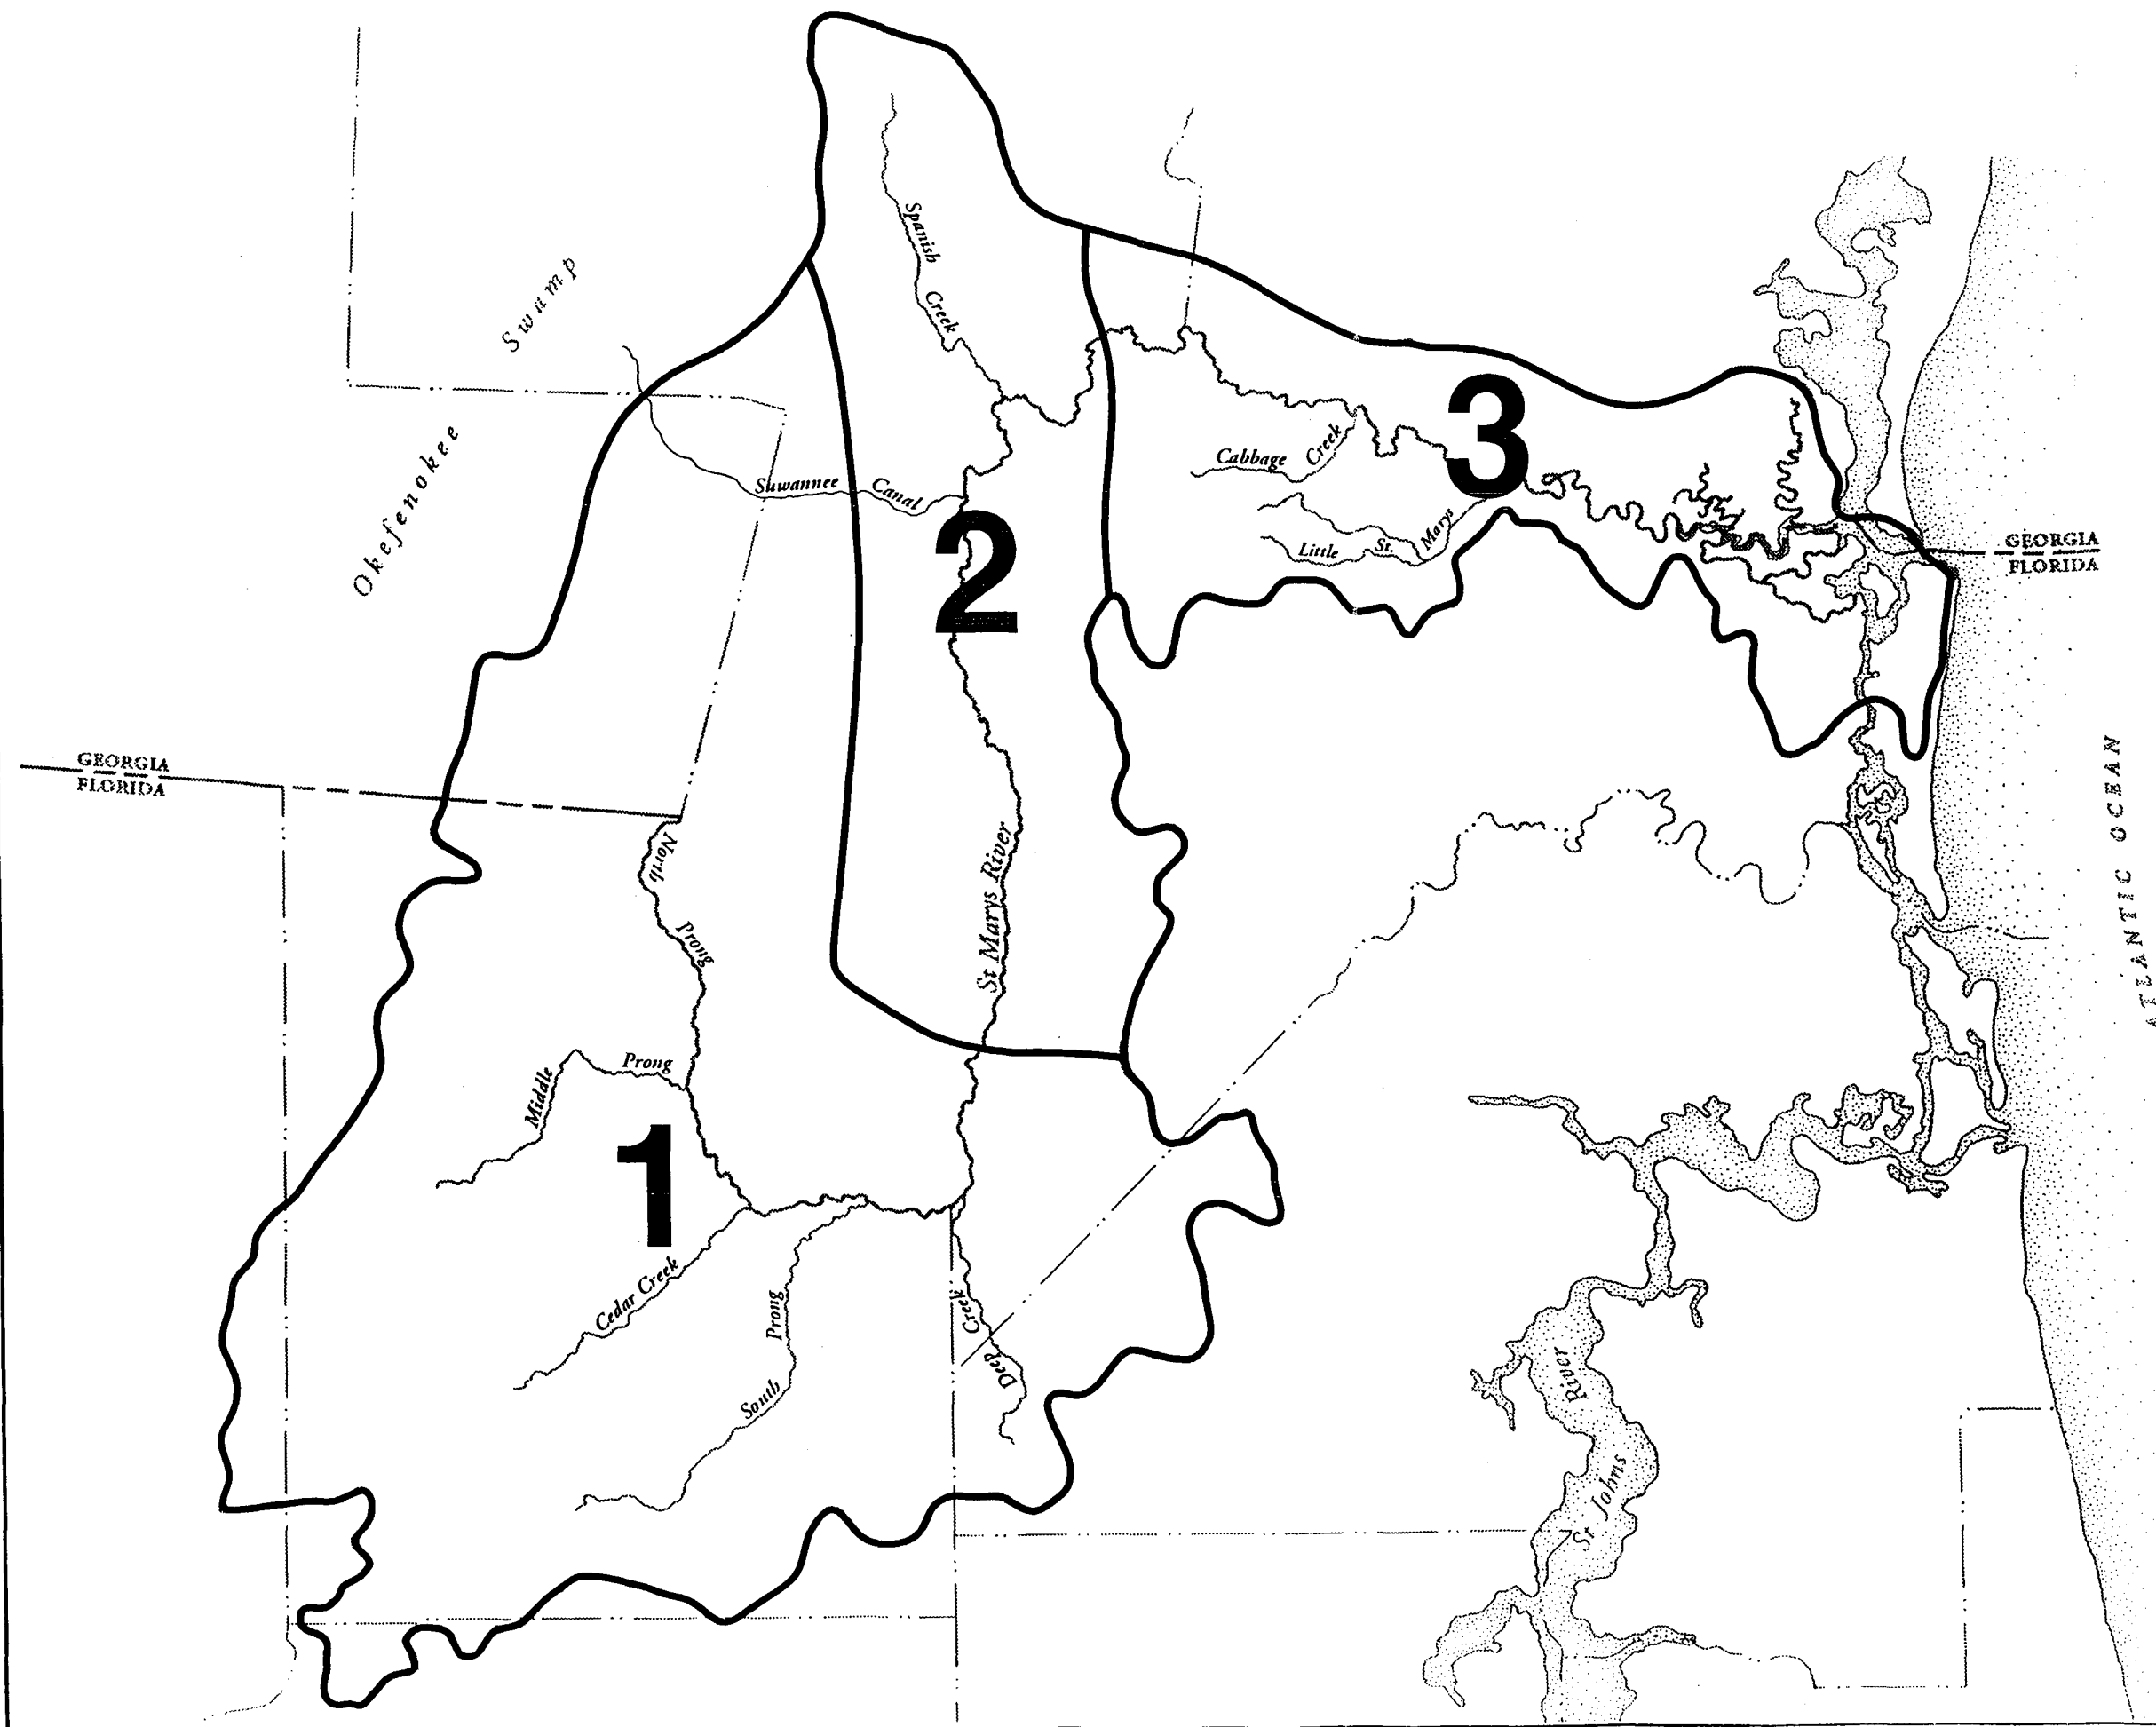 Spanish
Creek
Swamp
Okefenoke
Suwannee Canal
Cabbage Creek
Little St. Marys
3
2
GEORGIA
FLORIDA
GEORGIA
FLORIDA
North
Prong
St Marys River
ATLANTIC OCEAN
Middle Prong
1
Cedar Creek
South Prong
Deep Creek
St Johns River